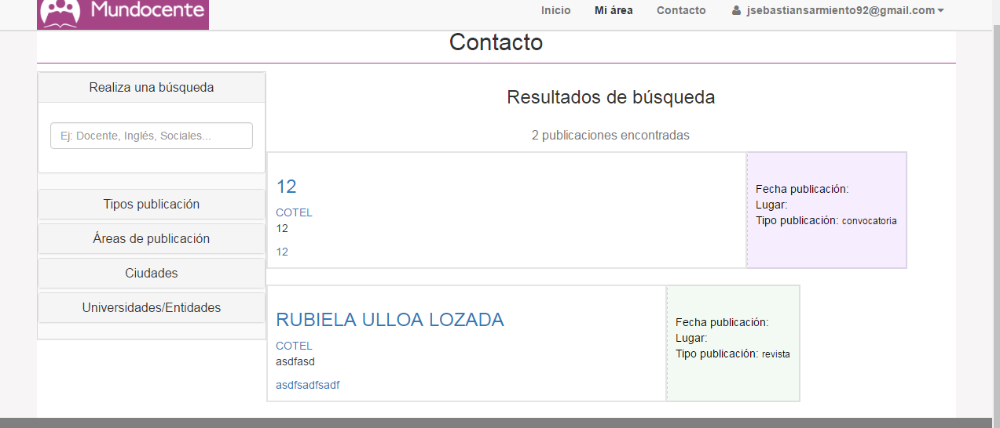 Mundocente
Inicio
Mi área
Contacto
jsebastiansarmiento92@gmail.com
Contacto
Realiza una búsqueda
Ej: Docente, Inglés, Sociales...
Tipos publicación
Áreas de publicación
Ciudades
Universidades/Entidades
Resultados de búsqueda
2 publicaciones encontradas
12
COTEL
12
12
Fecha publicación:
Lugar:
Tipo publicación: convocatoria
RUBIELA ULLOA LOZADA
COTEL
asdfasd
asdfsadfsadf
Fecha publicación:
Lugar:
Tipo publicación: revista